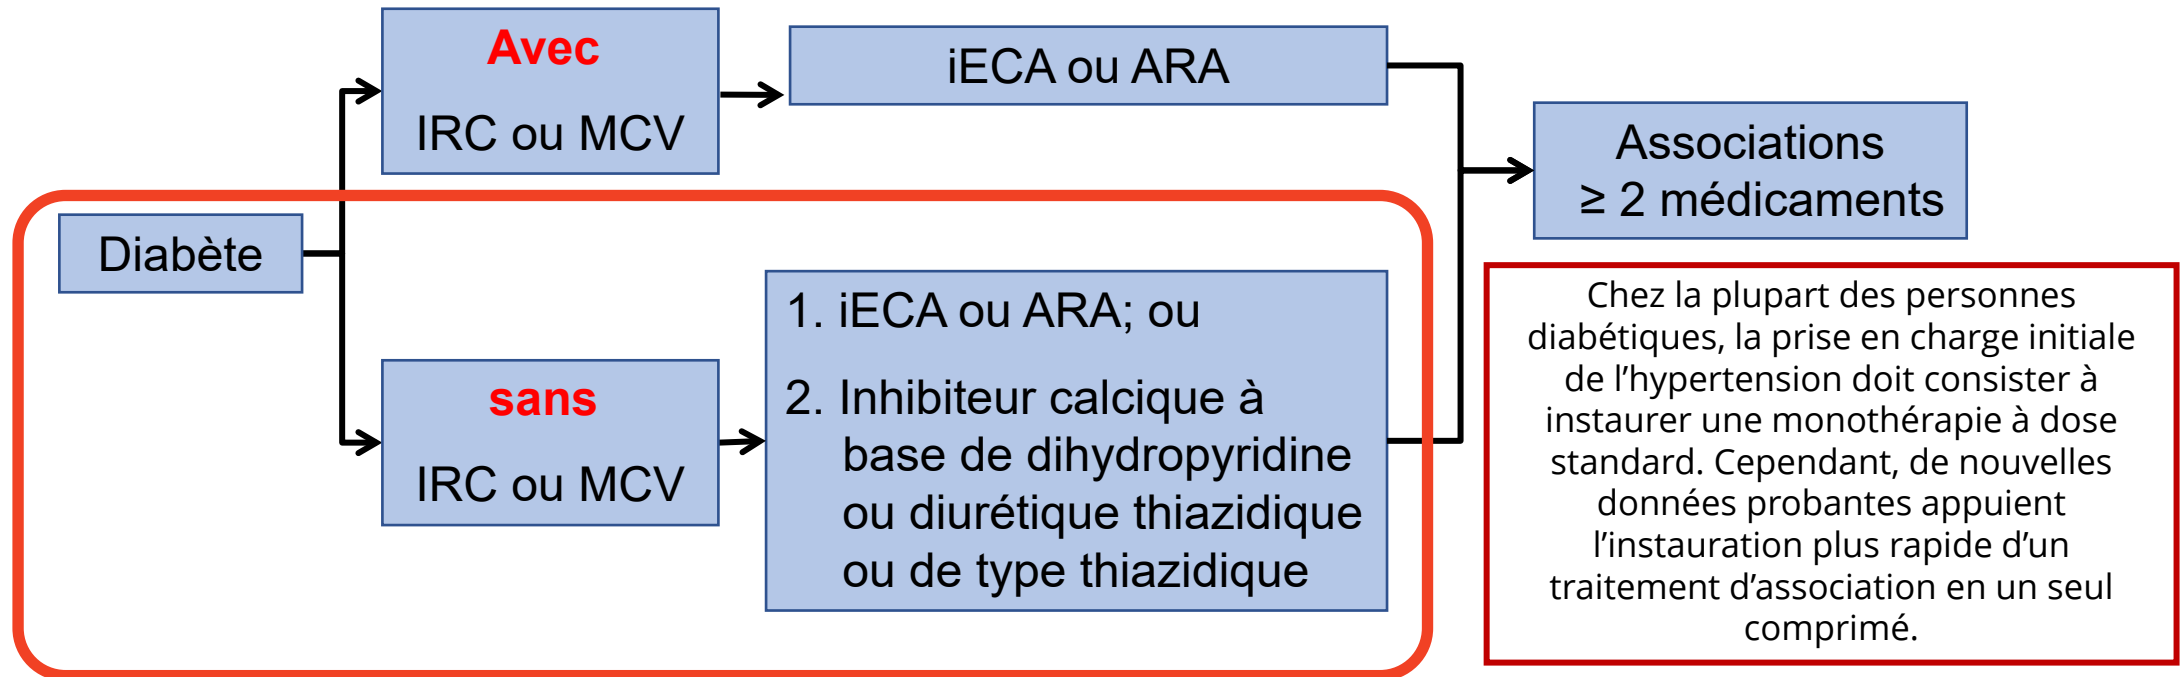 Avec
IRC ou MCV
iECA ou ARA
Associations
≥ 2 médicaments
Diabète
sans
IRC ou MCV
1. iECA ou ARA; ou
2. Inhibiteur calcique à
base de dihydropyridine
ou diurétique thiazidique
ou de type thiazidique
Chez la plupart des personnes
diabétiques, la prise en charge initiale
de l’hypertension doit consister à
instaurer une monothérapie à dose
standard. Cependant, de nouvelles
données probantes appuient
l’instauration plus rapide d’un
traitement d’association en un seul
comprimé.